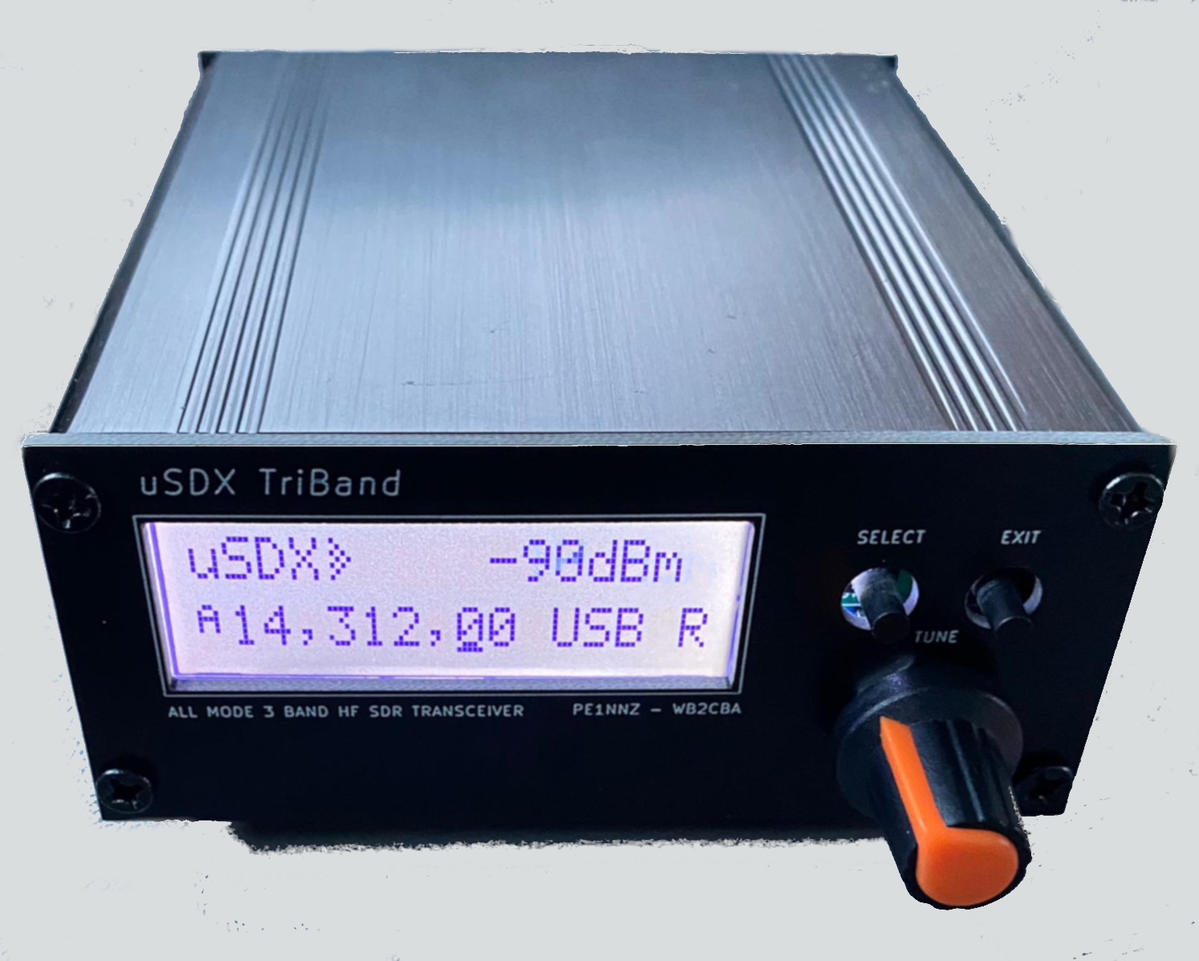 uSDX TriBand
uSDX⟫ -90dBm
A14,312,00 USB R
SELECT EXIT
TUNE
ALL MODE 3 BAND HF SDR TRANSCEIVER PE1NNZ - WB2CBA